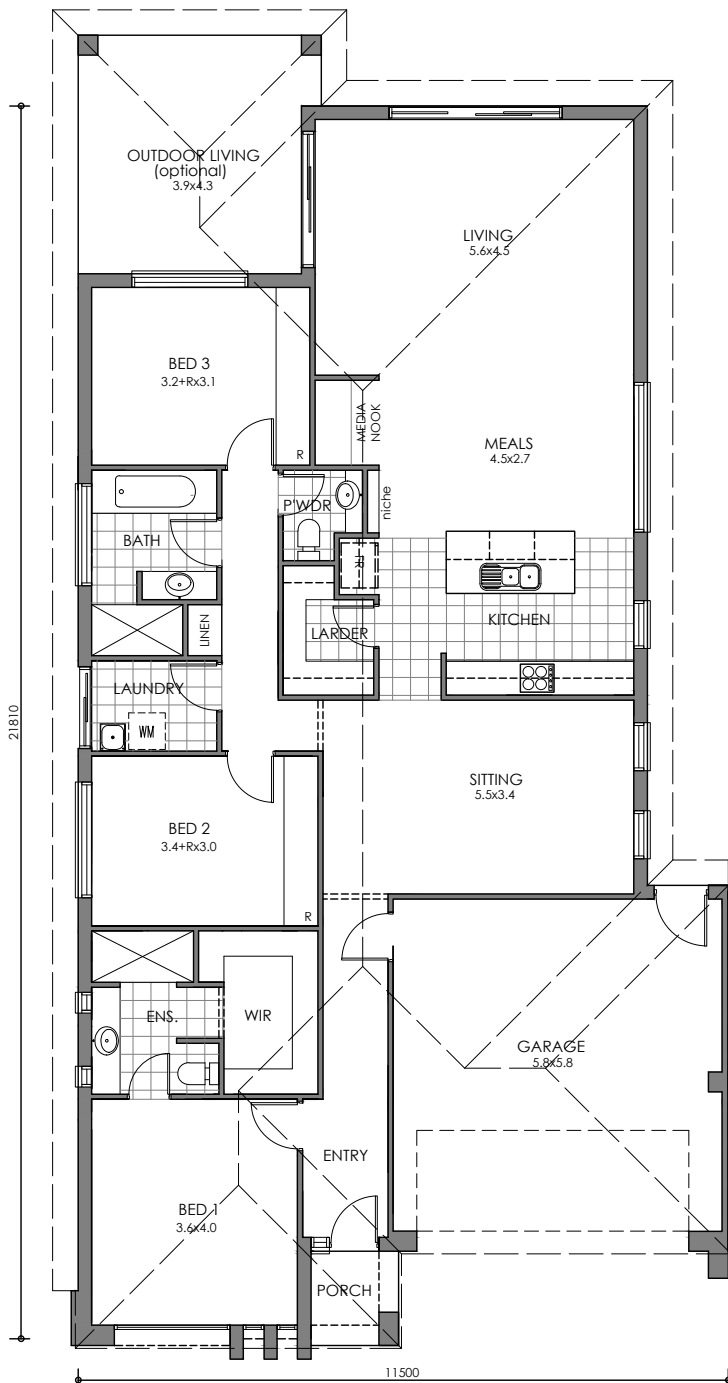 OUTDOOR LIVING
(optional)
3.9x4.3
LIVING
5.6x4.5
BED 3
3.2+Rx3.1
R
MEDIA
NOOK
MEALS
4.5x2.7
P'WDR
niche
BATH
FR
LINEN
LARDER
KITCHEN
LAUNDRY
WM
21810
SITTING
5.5x3.4
BED 2
3.4+Rx3.0
R
ENS.
WIR
GARAGE
5.8x5.8
ENTRY
BED 1
3.6x4.0
PORCH
11500